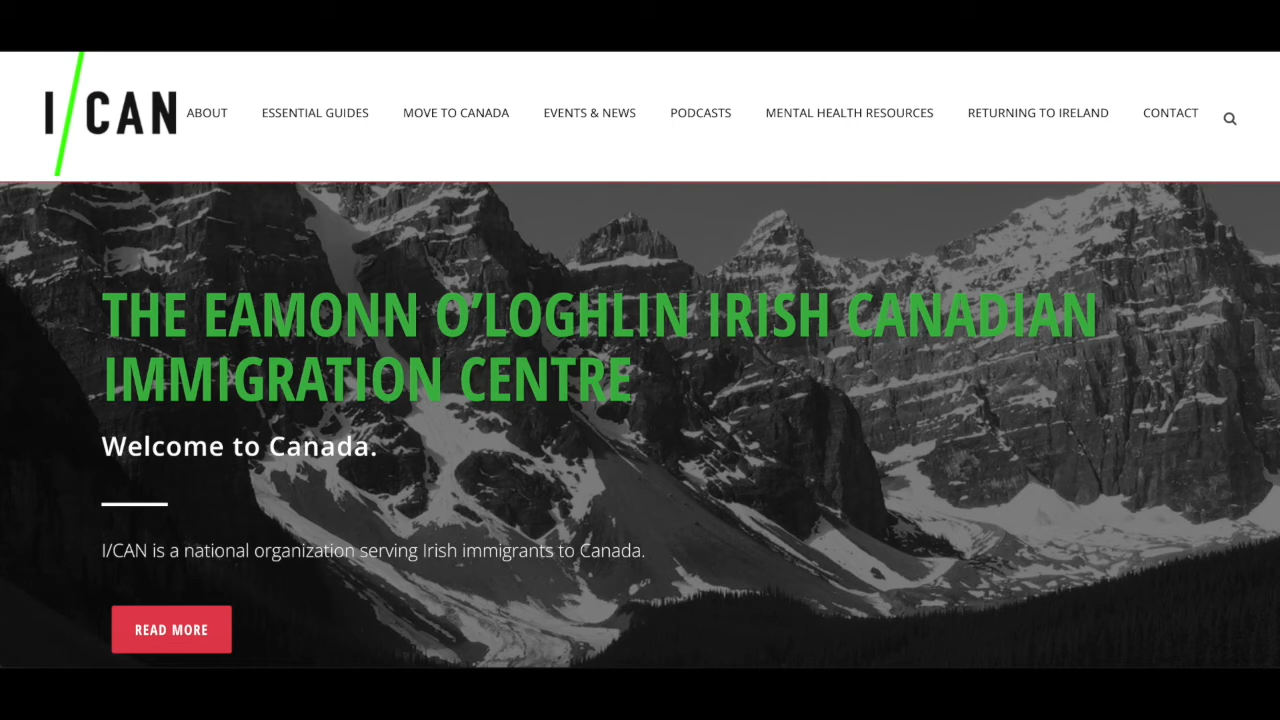 I/CAN
ABOUT ESSENTIAL GUIDES MOVE TO CANADA EVENTS & NEWS PODCASTS MENTAL HEALTH RESOURCES RETURNING TO IRELAND CONTACT
THE EAMONN O’LOGHLIN IRISH CANADIAN
IMMIGRATION CENTRE
Welcome to Canada.
I/CAN is a national organization serving Irish immigrants to Canada.
READ MORE